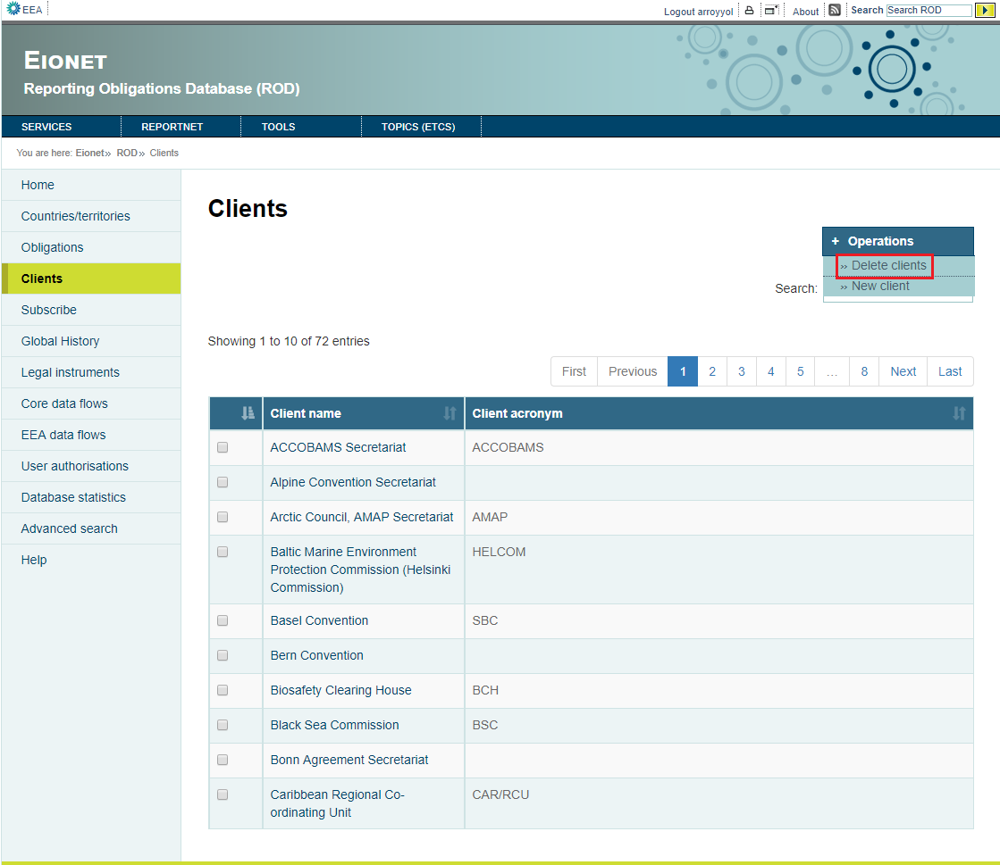 EEA
Logout arroyyol
About
Search
Search ROD
EIONET
Reporting Obligations Database (ROD)
SERVICES
REPORTNET
TOOLS
TOPICS (ETCS)
You are here: Eionet» ROD» Clients
Home
Countries/territories
Obligations
Clients
Subscribe
Global History
Legal instruments
Core data flows
EEA data flows
User authorisations
Database statistics
Advanced search
Help
Clients
+ Operations
» Delete clients
» New client
Search:
Showing 1 to 10 of 72 entries
First Previous 1 2 3 4 5 … 8 Next Last
Client name Client acronym
ACCOBAMS Secretariat ACCOBAMS
Alpine Convention Secretariat
Arctic Council, AMAP Secretariat AMAP
Baltic Marine Environment HELCOM
Protection Commission (Helsinki
Commission)
Basel Convention SBC
Bern Convention
Biosafety Clearing House BCH
Black Sea Commission BSC
Bonn Agreement Secretariat
Caribbean Regional Co- CAR/RCU
ordinating Unit